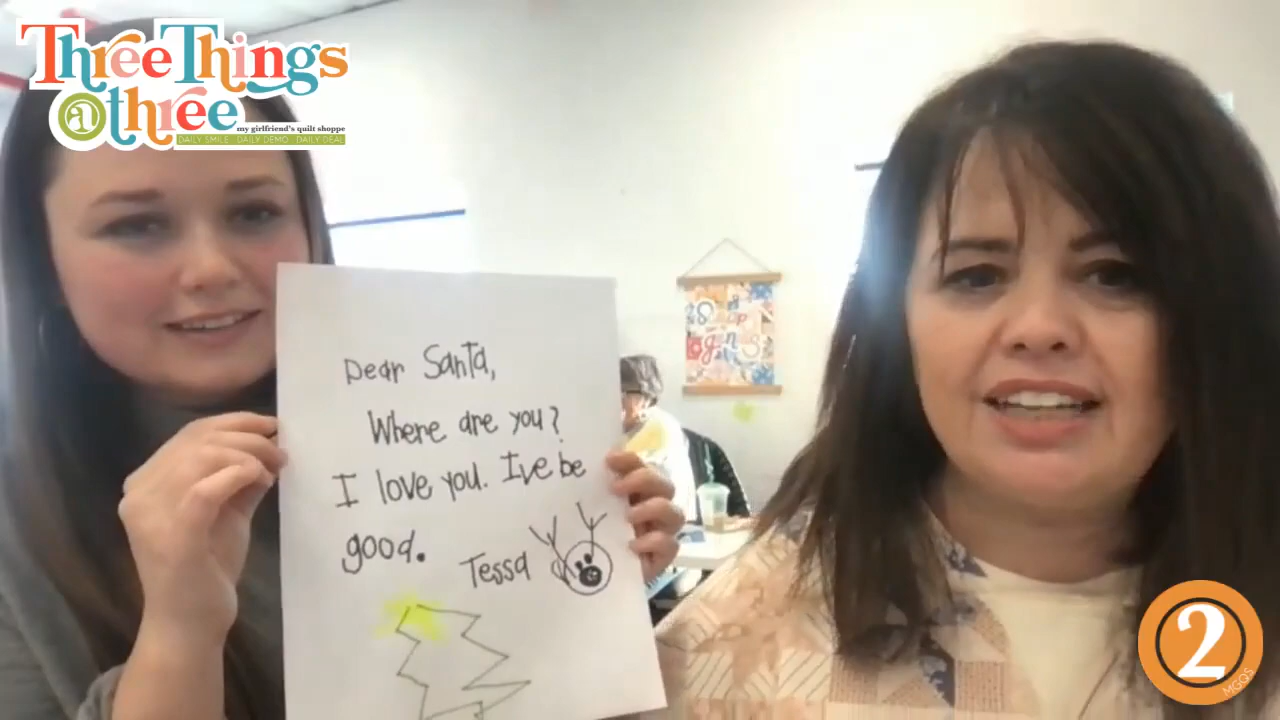 Three Things
@three
my girlfriend's quilt shoppe
DAILY SMILE DAILY DEMO DAILY DEAL
Dear Santa,
Where are you?
I love you. Ive be
good.
Tessa
2
MGQS